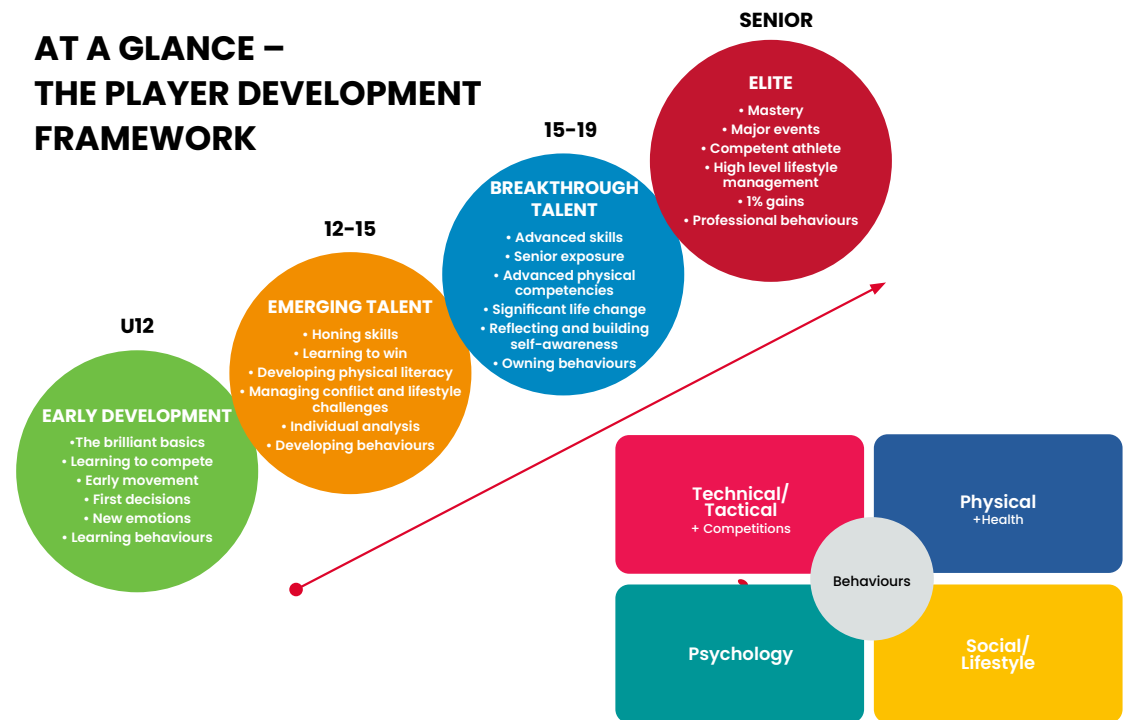 AT A GLANCE –
THE PLAYER DEVELOPMENT
FRAMEWORK
U12
EARLY DEVELOPMENT
•The brilliant basics
• Learning to compete
• Early movement
• First decisions
• New emotions
• Learning behaviours
12-15
EMERGING TALENT
• Honing skills
• Learning to win
• Developing physical literacy
• Managing conflict and lifestyle
challenges
• Individual analysis
• Developing behaviours
15-19
BREAKTHROUGH
TALENT
• Advanced skills
• Senior exposure
• Advanced physical
competencies
• Significant life change
• Reflecting and building
self-awareness
• Owning behaviours
SENIOR
ELITE
• Mastery
• Major events
• Competent athlete
• High level lifestyle
management
• 1% gains
• Professional behaviours
Technical/
Tactical
+ Competitions
Physical
+Health
Behaviours
Psychology
Social/
Lifestyle